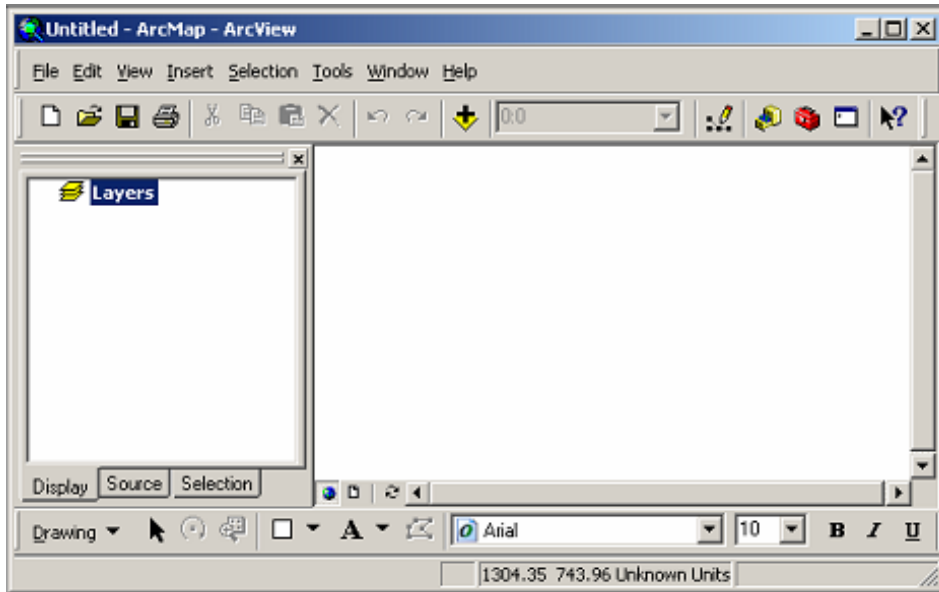 Untitled - ArcMap - ArcView
File Edit View Insert Selection Tools Window Help
0:0
Layers
Display Source Selection
Drawing A Arial 10 B I U
1304.35 743.96 Unknown Units